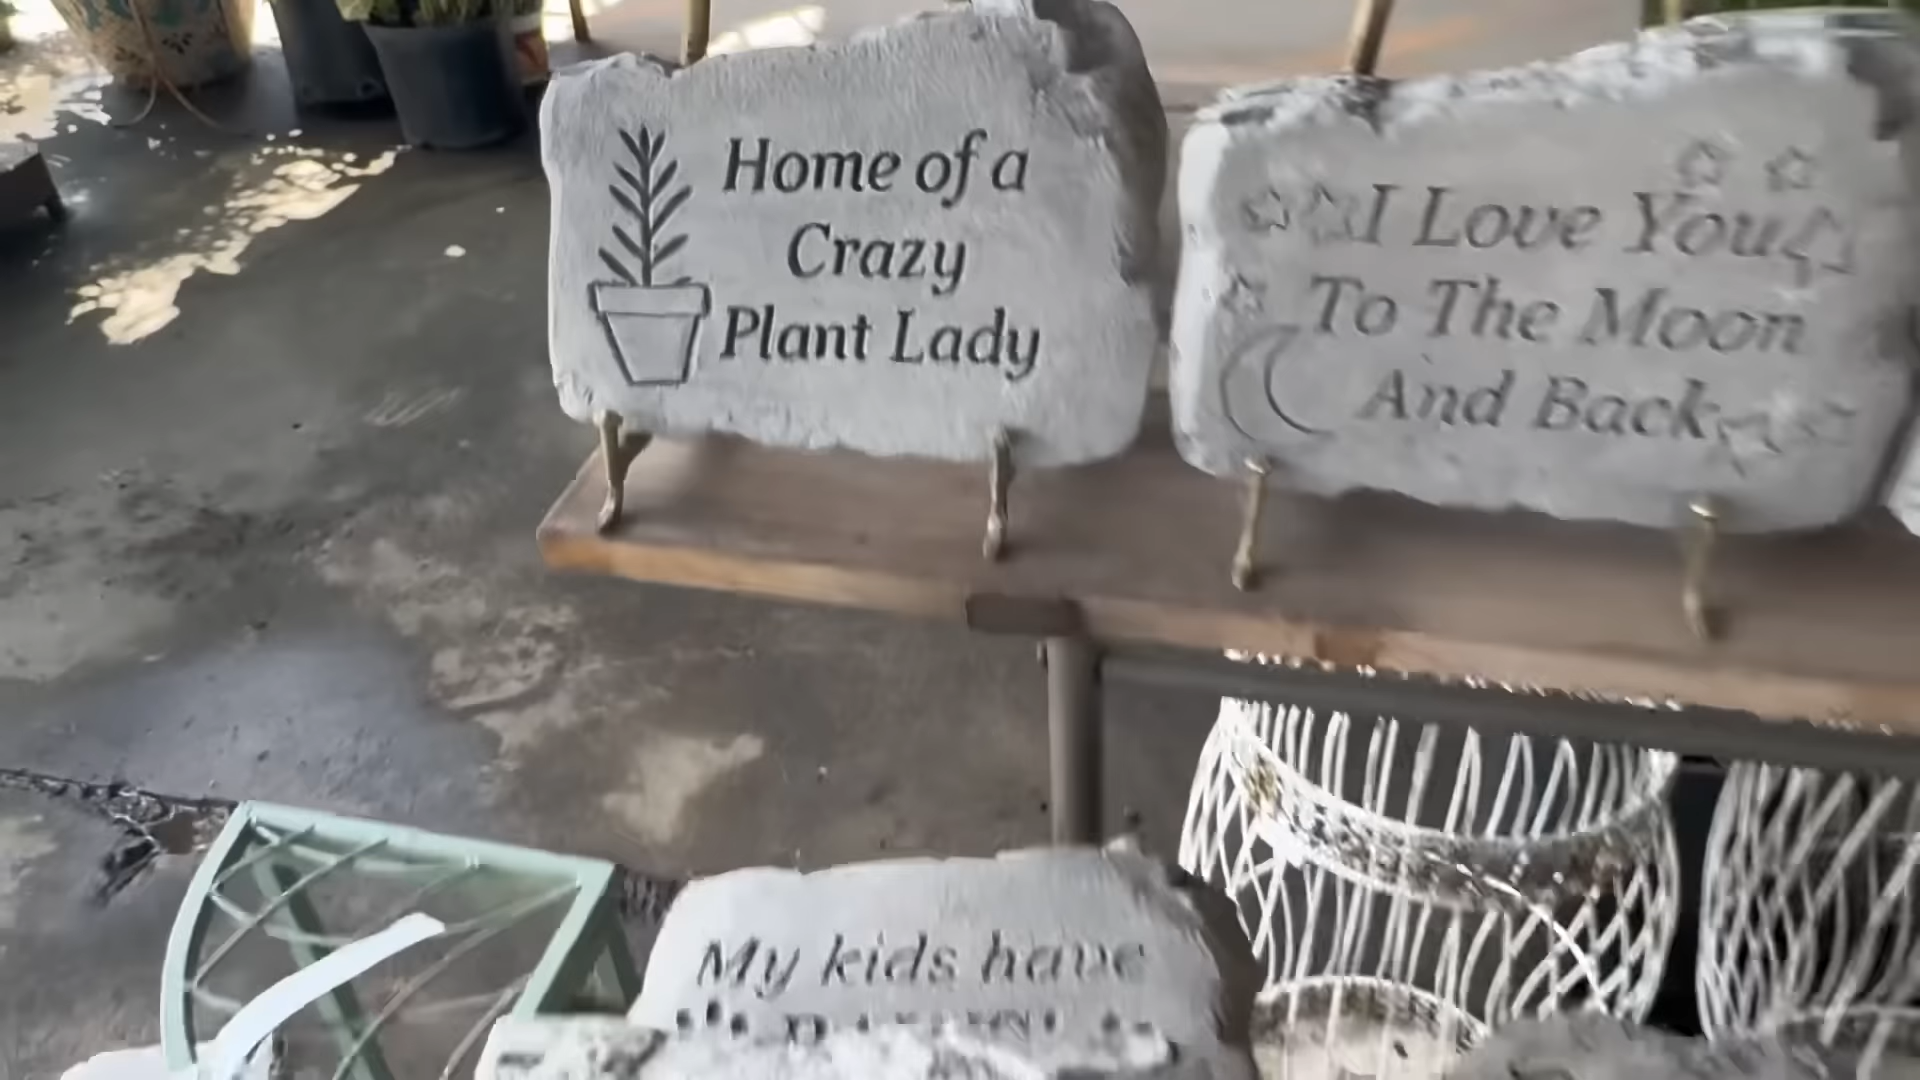 Home of a
Crazy
Plant Lady
I Love You
To The Moon
And Back
My kids have